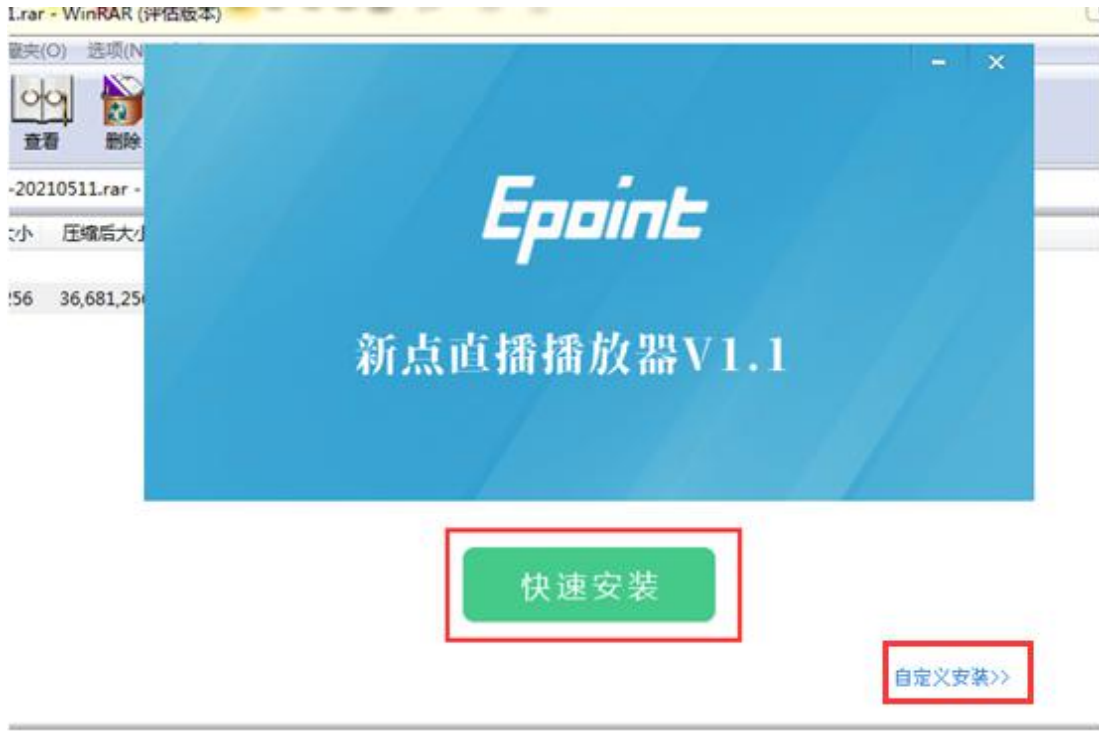 1.rar - WinRAR (评估版本)
藏夹(O) 选项(N
查看 删除
-20210511.rar -
大小 压缩后大小
256 36,681,256
Epoint
新点直播播放器V1.1
快速安装
自定义安装>>